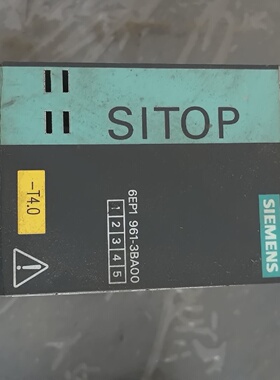 SITOP
-T4.0
6EP1 961-3BA00
1 2 3 4 5
SIEMENS